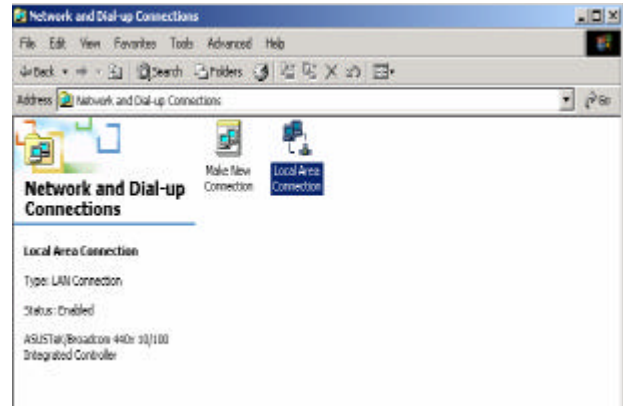 Network and Dial-up Connections
File Edit View Favorites Tools Advanced Help
Back Search Folders
Address Network and Dial-up Connections Go
Make New Connection
Local Area Connection
Network and Dial-up
Connections
Local Area Connection
Type: LAN Connection
Status: Enabled
ASUSTeK/Broadcom 440x 10/100
Integrated Controller